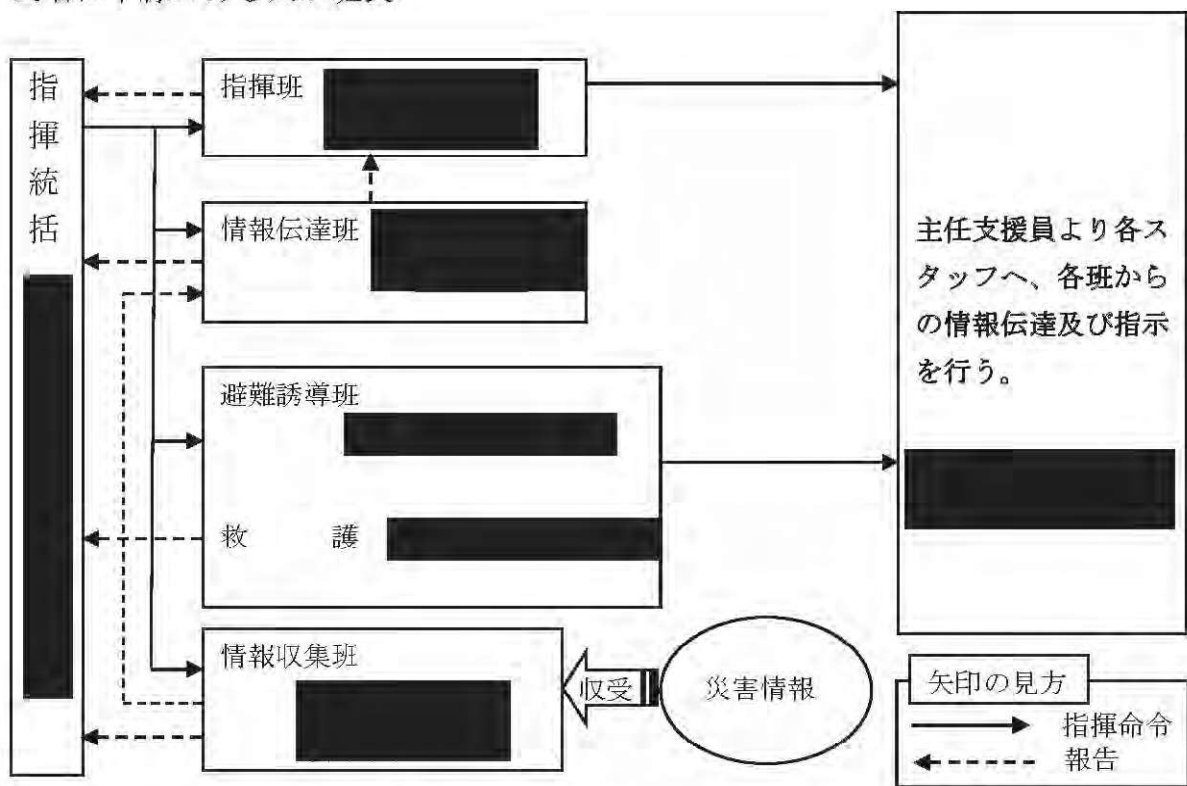 指揮統括
指揮班
情報伝達班
避難誘導班
救　　護
情報収集班
収受
災害情報
主任支援員より各ス
タッフへ、各班から
の情報伝達及び指示
を行う。
矢印の見方
指揮命令
報告